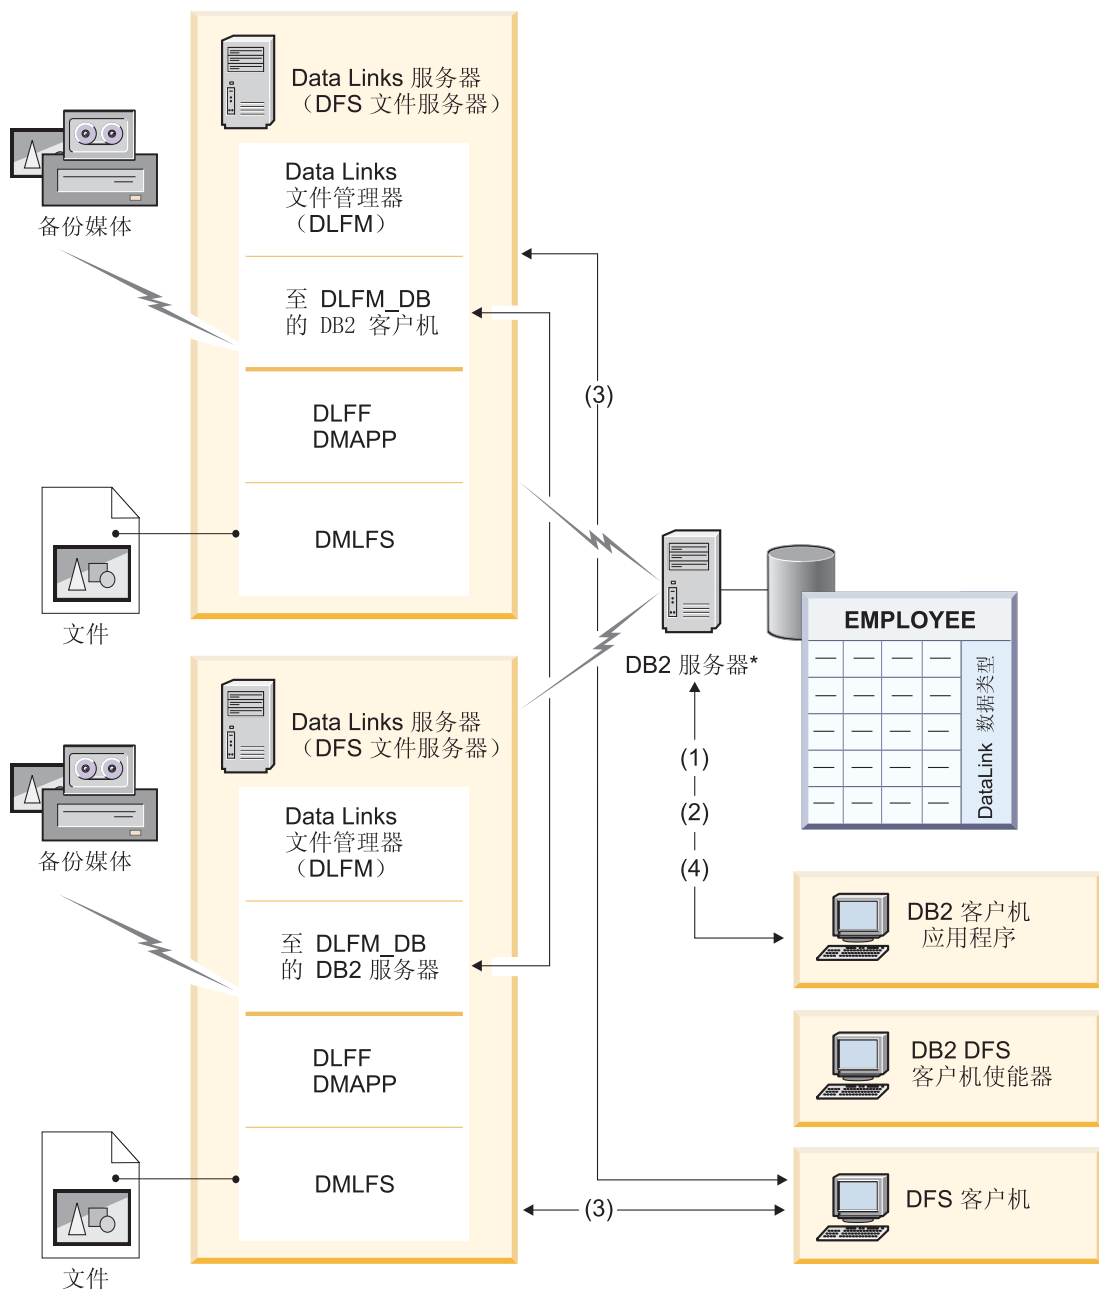 Data Links 服务器
（DFS 文件服务器）
备份媒体
Data Links
文件管理器
（DLFM）
至 DLFM_DB
的 DB2 客户机
DLFF
DMAPP
DMLFS
文件
(3)
DB2 服务器*
EMPLOYEE
DataLink 数据类型
(1)
(2)
(4)
Data Links 服务器
（DFS 文件服务器）
备份媒体
Data Links
文件管理器
（DLFM）
至 DLFM_DB
的 DB2 服务器
DLFF
DMAPP
DMLFS
文件
(3)
DB2 客户机
应用程序
DB2 DFS
客户机使能器
DFS 客户机